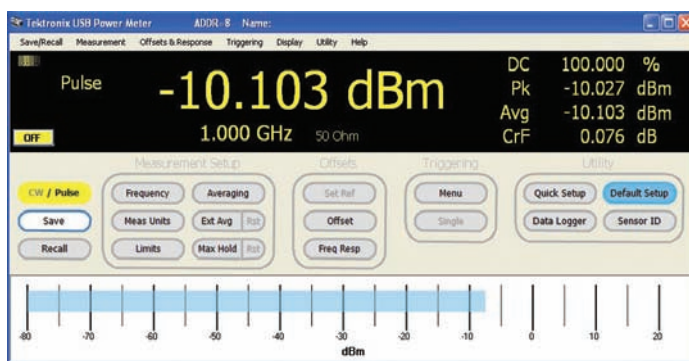 Tektronix USB Power Meter ADDR=8 Name:
Save/Recall Measurement Offsets & Response Triggering Display Utility Help
Pulse
-10.103 dBm
DC 100.000 %
Pk -10.027 dBm
Avg -10.103 dBm
CrF 0.076 dB
OFF
1.000 GHz 50 Ohm
Measurement Setup Offsets Triggering Utility
CW / Pulse Frequency Averaging Set Ref Menu Quick Setup Default Setup
Save Meas Units Ext Avg Rst Offset Single Data Logger Sensor ID
Recall Limits Max Hold Rst Freq Resp
-80 -70 -60 -50 -40 -30 -20 -10 0 10 20
dBm